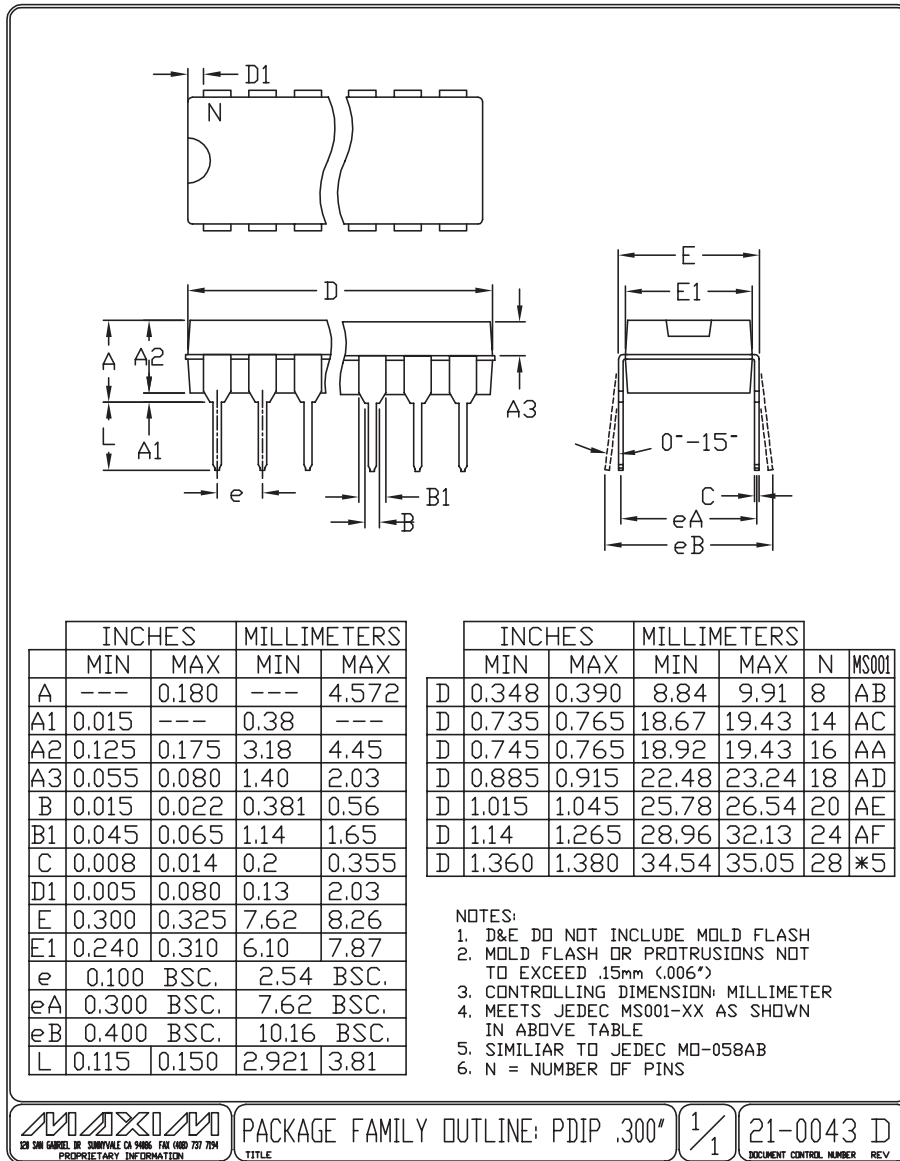 D1
N
D
E
E1
A
A2
A3
L
A1
0°-15°
e
B1
B
C
eA
eB
INCHES MILLIMETERS
MIN MAX MIN MAX
A --- 0.180 --- 4.572
A1 0.015 --- 0.38 ---
A2 0.125 0.175 3.18 4.45
A3 0.055 0.080 1.40 2.03
B 0.015 0.022 0.381 0.56
B1 0.045 0.065 1.14 1.65
C 0.008 0.014 0.2 0.355
D1 0.005 0.080 0.13 2.03
E 0.300 0.325 7.62 8.26
E1 0.240 0.310 6.10 7.87
e 0.100 BSC. 2.54 BSC.
eA 0.300 BSC. 7.62 BSC.
eB 0.400 BSC. 10.16 BSC.
L 0.115 0.150 2.921 3.81
INCHES MILLIMETERS
MIN MAX MIN MAX N MS001
D 0.348 0.390 8.84 9.91 8 AB
D 0.735 0.765 18.67 19.43 14 AC
D 0.745 0.765 18.92 19.43 16 AA
D 0.885 0.915 22.48 23.24 18 AD
D 1.015 1.045 25.78 26.54 20 AE
D 1.14 1.265 28.96 32.13 24 AF
D 1.360 1.380 34.54 35.05 28 *5
NOTES:
1. D&E DO NOT INCLUDE MOLD FLASH
2. MOLD FLASH OR PROTRUSIONS NOT
TO EXCEED .15mm (.006")
3. CONTROLLING DIMENSION: MILLIMETER
4. MEETS JEDEC MS001-XX AS SHOWN
IN ABOVE TABLE
5. SIMILIAR TO JEDEC MO-058AB
6. N = NUMBER OF PINS
MAXIM
120 SAN GABRIEL DR SUNNYVALE CA 94086 FAX (408) 737 7194
PROPRIETARY INFORMATION
PACKAGE FAMILY OUTLINE: PDIP .300"
TITLE
1/1
21-0043 D
DOCUMENT CONTROL NUMBER REV